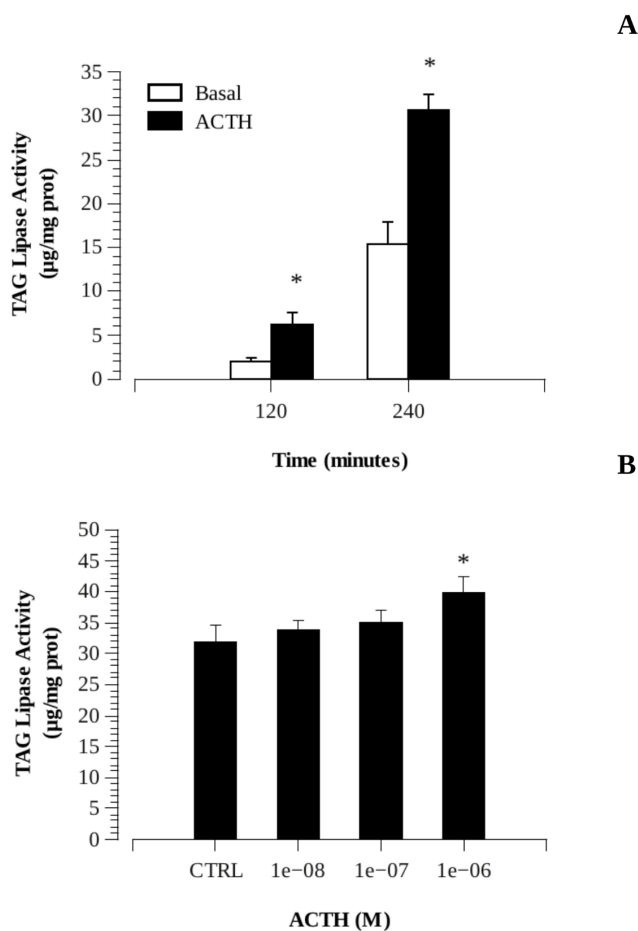 A
*
35
Basal
ACTH
30
25
20
15
*
10
5
0
TAG Lipase Activity
(μg/mg prot)
120 240
Time (minutes)
B
50
*
45
40
35
30
25
20
15
10
5
0
TAG Lipase Activity
(μg/mg prot)
CTRL 1e−08 1e−07 1e−06
ACTH (M)